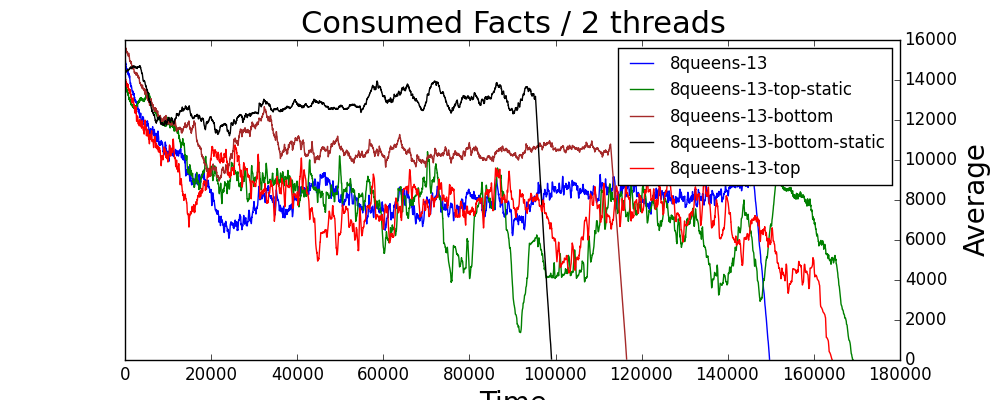 Consumed Facts / 2 threads
16000
14000
12000
10000
8000
6000
4000
2000
0
Average
8queens-13
8queens-13-top-static
8queens-13-bottom
8queens-13-bottom-static
8queens-13-top
0 20000 40000 60000 80000 100000 120000 140000 160000 180000
Time